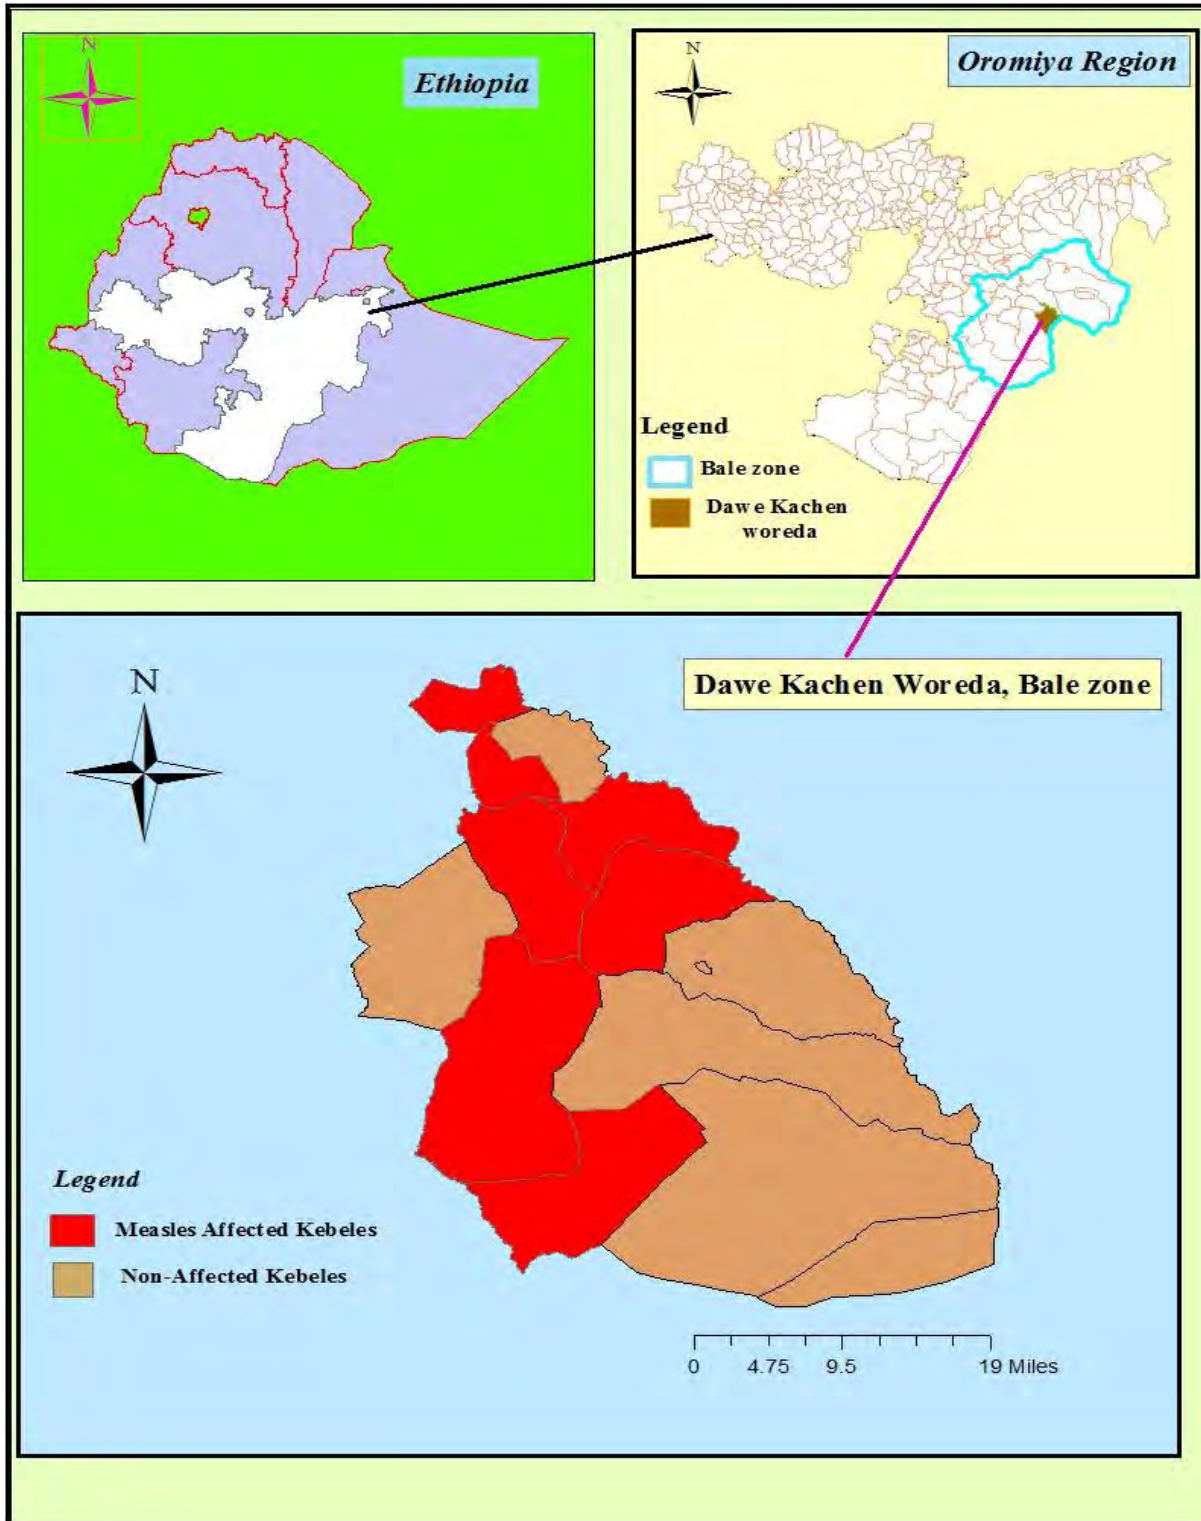 N
Ethiopia
N
Oromiya Region
Legend
Bale zone
Dawe Kachen
woreda
N
Dawe Kachen Woreda, Bale zone
Legend
Measles Affected Kebeles
Non-Affected Kebeles
0 4.75 9.5 19 Miles